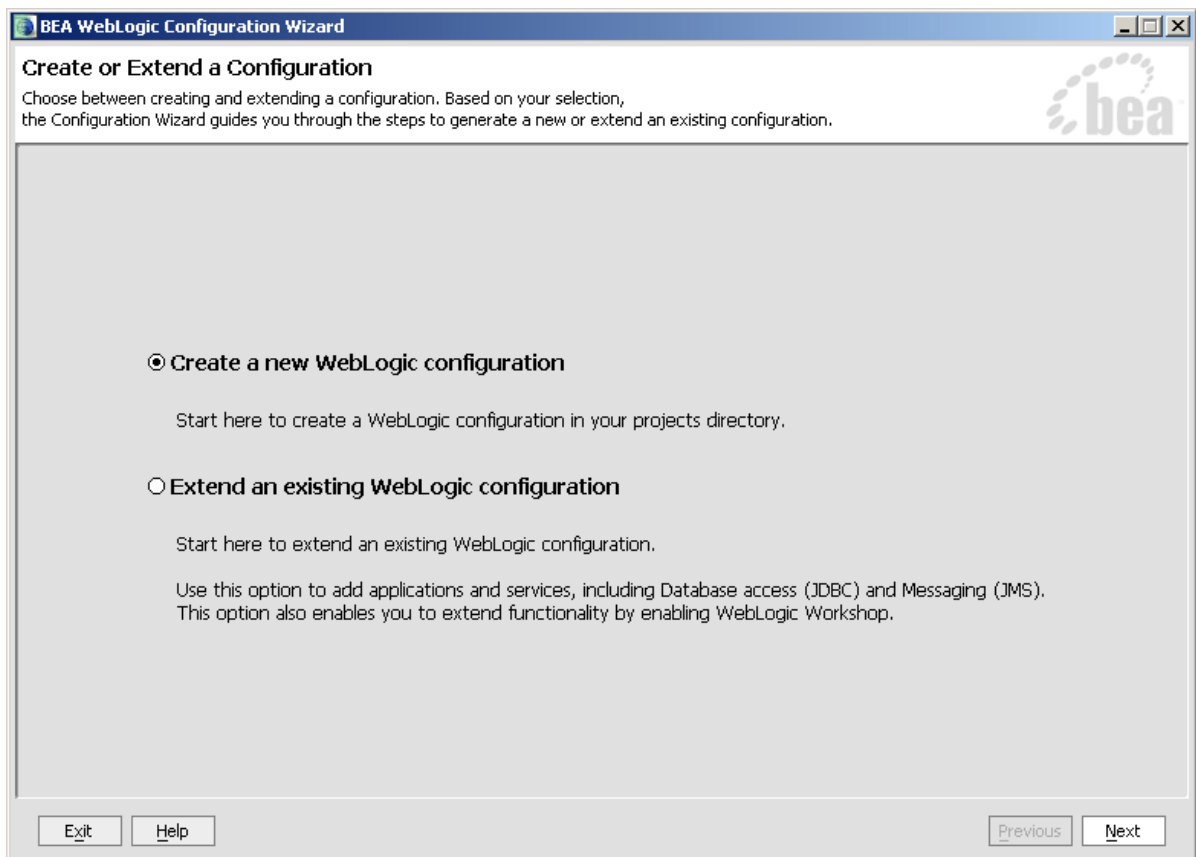 BEA WebLogic Configuration Wizard
Create or Extend a Configuration
Choose between creating and extending a configuration. Based on your selection,
the Configuration Wizard guides you through the steps to generate a new or extend an existing configuration.
bea
Create a new WebLogic configuration
Start here to create a WebLogic configuration in your projects directory.
Extend an existing WebLogic configuration
Start here to extend an existing WebLogic configuration.
Use this option to add applications and services, including Database access (JDBC) and Messaging (JMS).
This option also enables you to extend functionality by enabling WebLogic Workshop.
Exit Help Previous Next